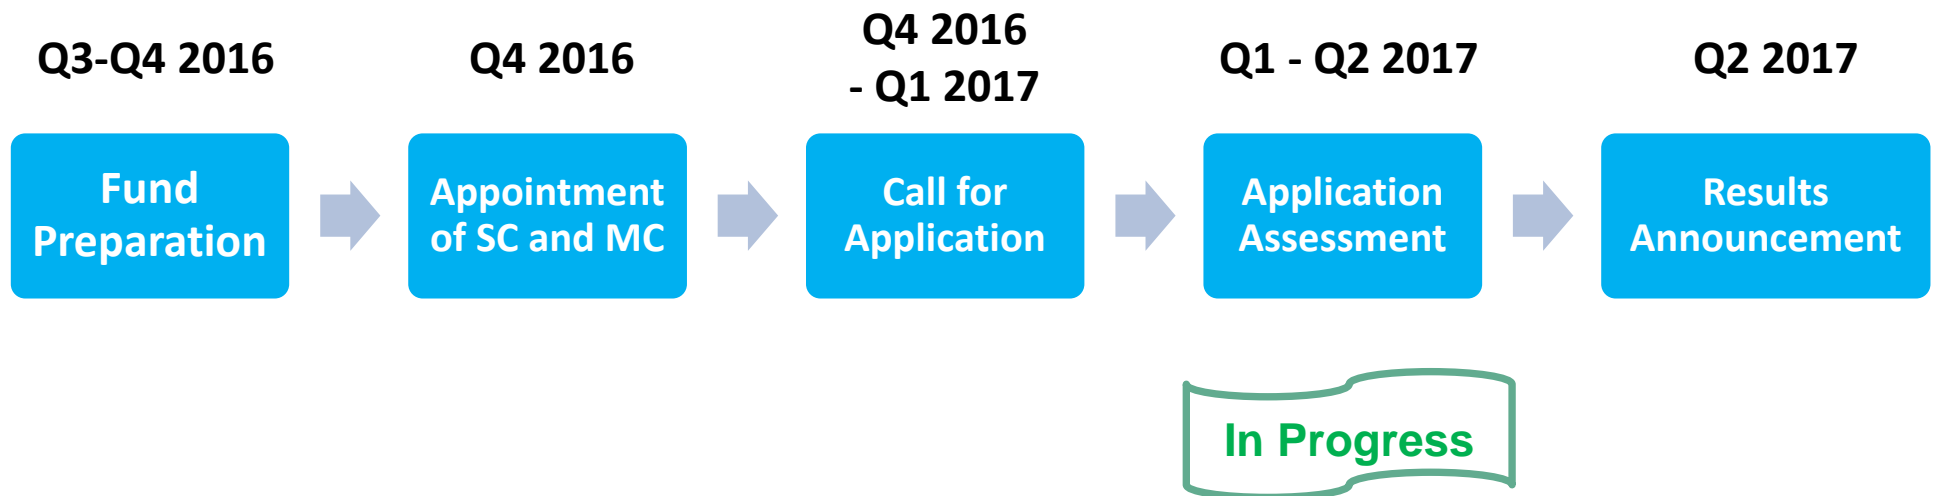 Q3-Q4 2016
Q4 2016
Q4 2016
- Q1 2017
Q1 - Q2 2017
Q2 2017
Fund
Preparation
Appointment
of SC and MC
Call for
Application
Application
Assessment
Results
Announcement
In Progress